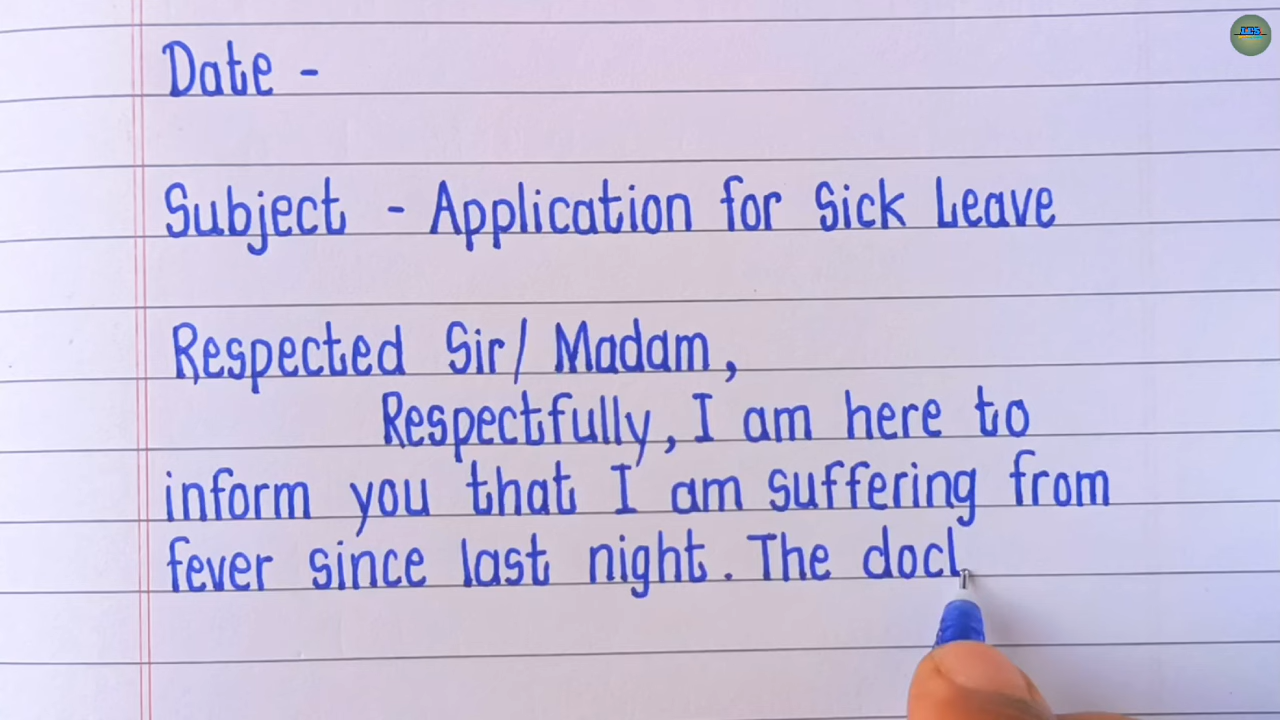 Date -
Subject - Application for Sick Leave
Respected Sir/ Madam,
Respectfully, I am here to
inform you that I am suffering from
fever since last night. The